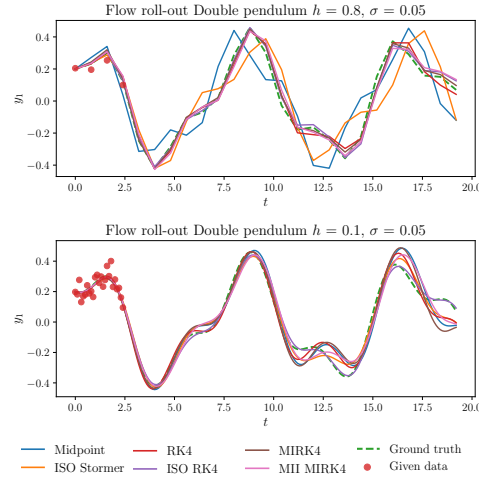 Flow roll-out Double pendulum h = 0.8, σ = 0.05
0.4
0.2
0.0
−0.2
−0.4
y₁
0.0 2.5 5.0 7.5 10.0 12.5 15.0 17.5 20.0
t
Flow roll-out Double pendulum h = 0.1, σ = 0.05
0.4
0.2
0.0
−0.2
−0.4
y₁
0.0 2.5 5.0 7.5 10.0 12.5 15.0 17.5 20.0
t
Midpoint RK4 MIRK4 Ground truth
ISO Stormer ISO RK4 MII MIRK4 Given data